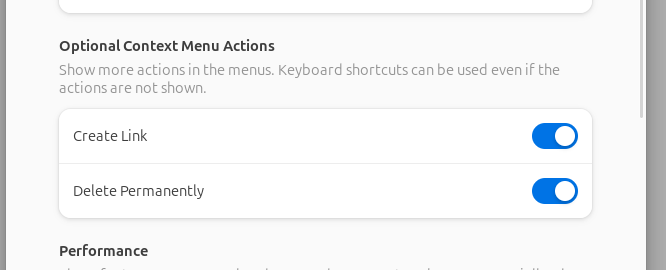 Optional Context Menu Actions
Show more actions in the menus. Keyboard shortcuts can be used even if the
actions are not shown.
Create Link
Delete Permanently
Performance